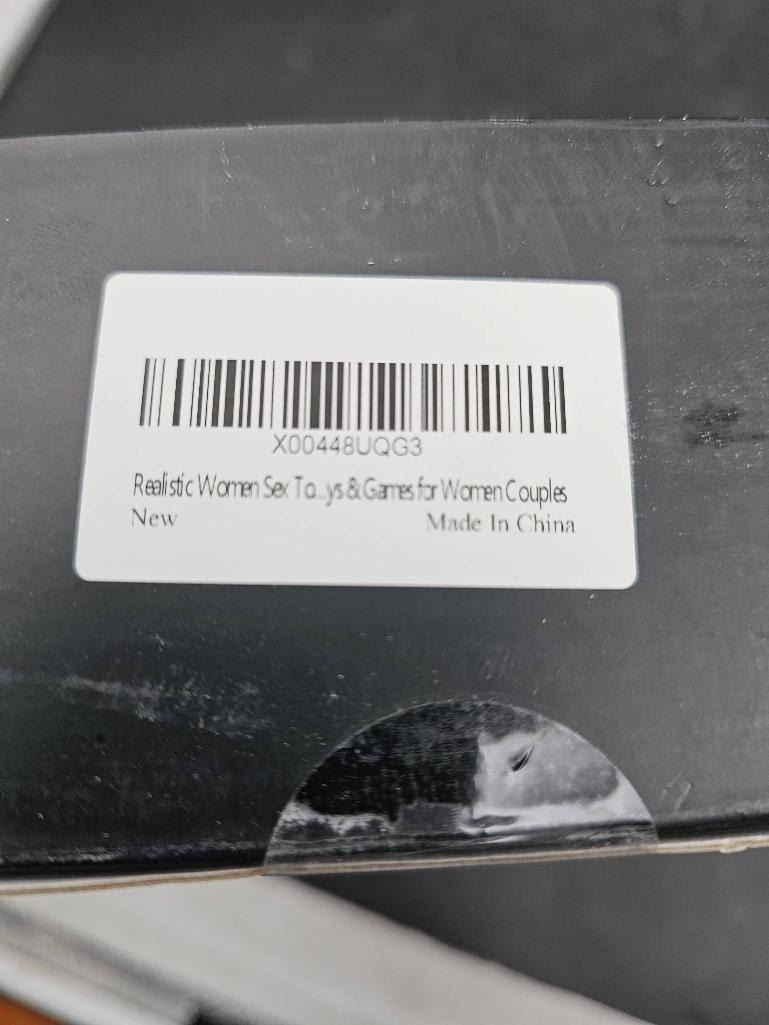 X00448UQG3
Realistic Women Sex To...ys & Games for Women Couples
New Made In China